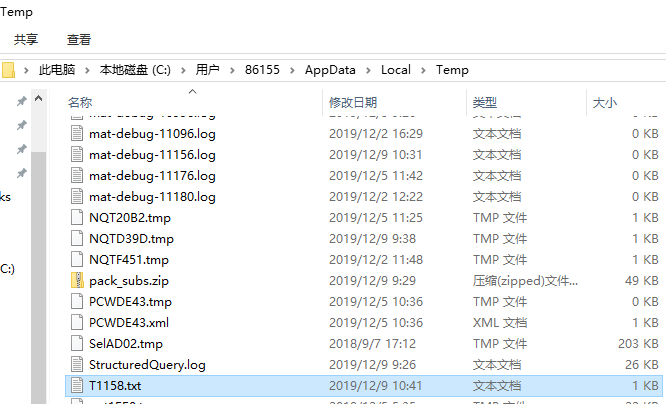 Temp
共享 查看
此电脑 本地磁盘 (C:) 用户 86155 AppData Local Temp
名称 修改日期 类型 大小
mat-debug-11096.log 2019/12/2 16:29 文本文档 0 KB
mat-debug-11156.log 2019/12/9 10:31 文本文档 0 KB
mat-debug-11176.log 2019/12/5 11:42 文本文档 0 KB
mat-debug-11180.log 2019/12/2 12:22 文本文档 0 KB
NQT20B2.tmp 2019/12/5 11:25 TMP 文件 1 KB
NQTD39D.tmp 2019/12/9 9:38 TMP 文件 1 KB
NQTF451.tmp 2019/12/2 11:48 TMP 文件 1 KB
pack_subs.zip 2019/12/9 9:29 压缩(zipped)文件... 49 KB
PCWDE43.tmp 2019/12/5 10:36 TMP 文件 0 KB
PCWDE43.xml 2019/12/5 10:36 XML 文档 1 KB
SelAD02.tmp 2018/9/7 17:12 TMP 文件 203 KB
StructuredQuery.log 2019/12/9 9:26 文本文档 26 KB
T1158.txt 2019/12/9 10:41 文本文档 1 KB
ks
C:)